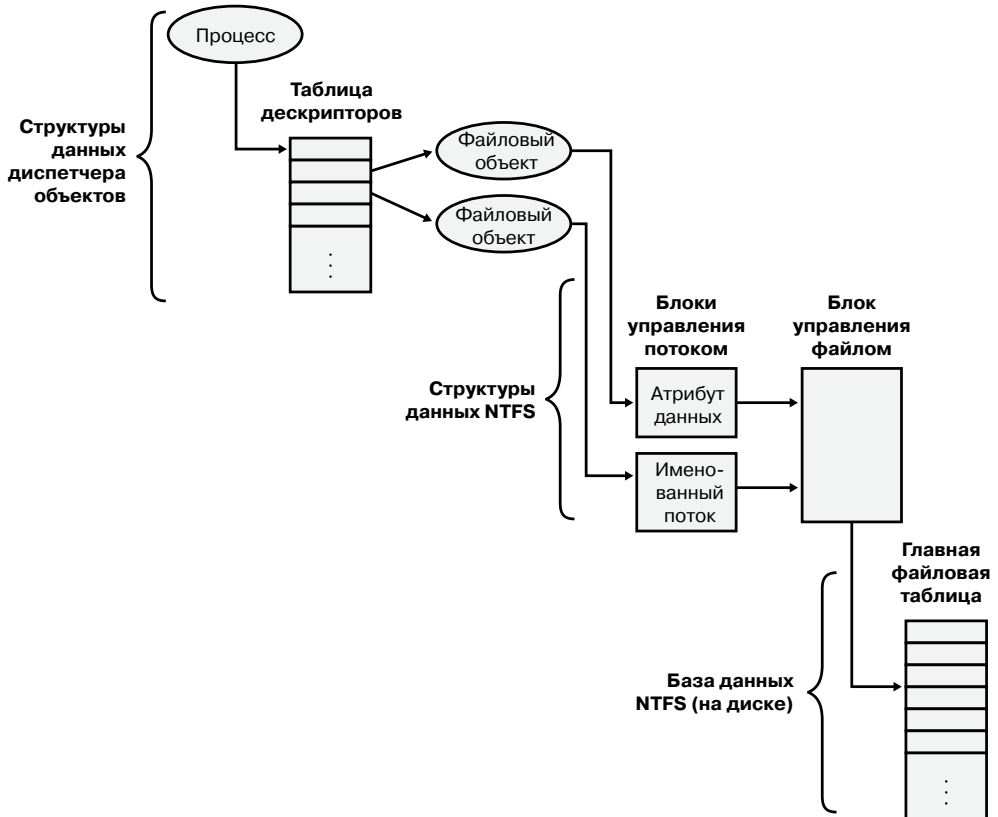 Процесс
Таблица
дескрипторов
Структуры
данных
диспетчера
объектов
Файловый
объект
Файловый
объект
Блоки
управления
потоком
Блок
управления
файлом
Структуры
данных NTFS
Атрибут
данных
Имено-
ванный
поток
Главная
файловая
таблица
База данных
NTFS (на диске)